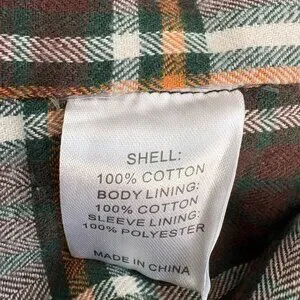 SHELL:
100% COTTON
BODY LINING:
100% COTTON
SLEEVE LINING:
100% POLYESTER
MADE IN CHINA